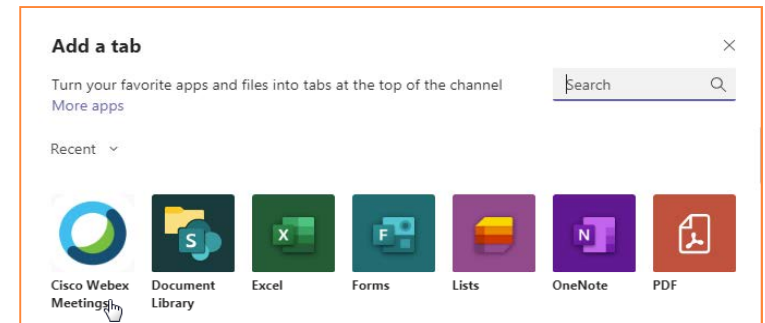 Add a tab
Turn your favorite apps and files into tabs at the top of the channel
Search
More apps
Recent
S
X
F
N
Cisco Webex
Meetings
Document
Library
Excel
Forms
Lists
OneNote
PDF